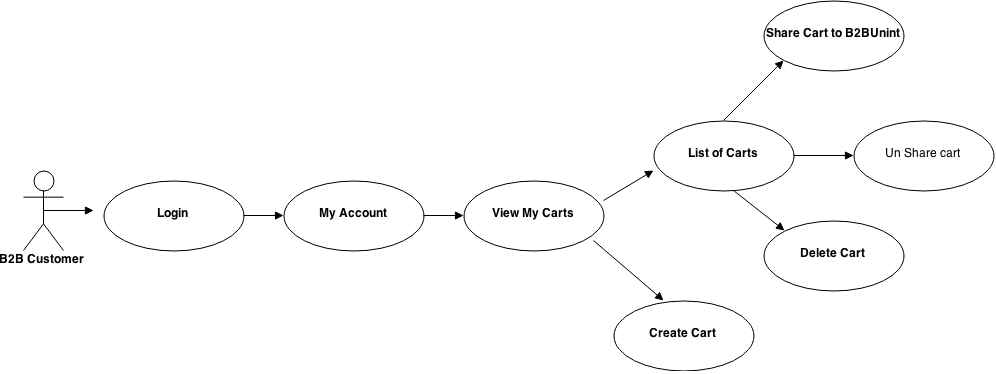 Share Cart to B2BUnint
List of Carts
Un Share cart
Login
My Account
View My Carts
B2B Customer
Delete Cart
Create Cart